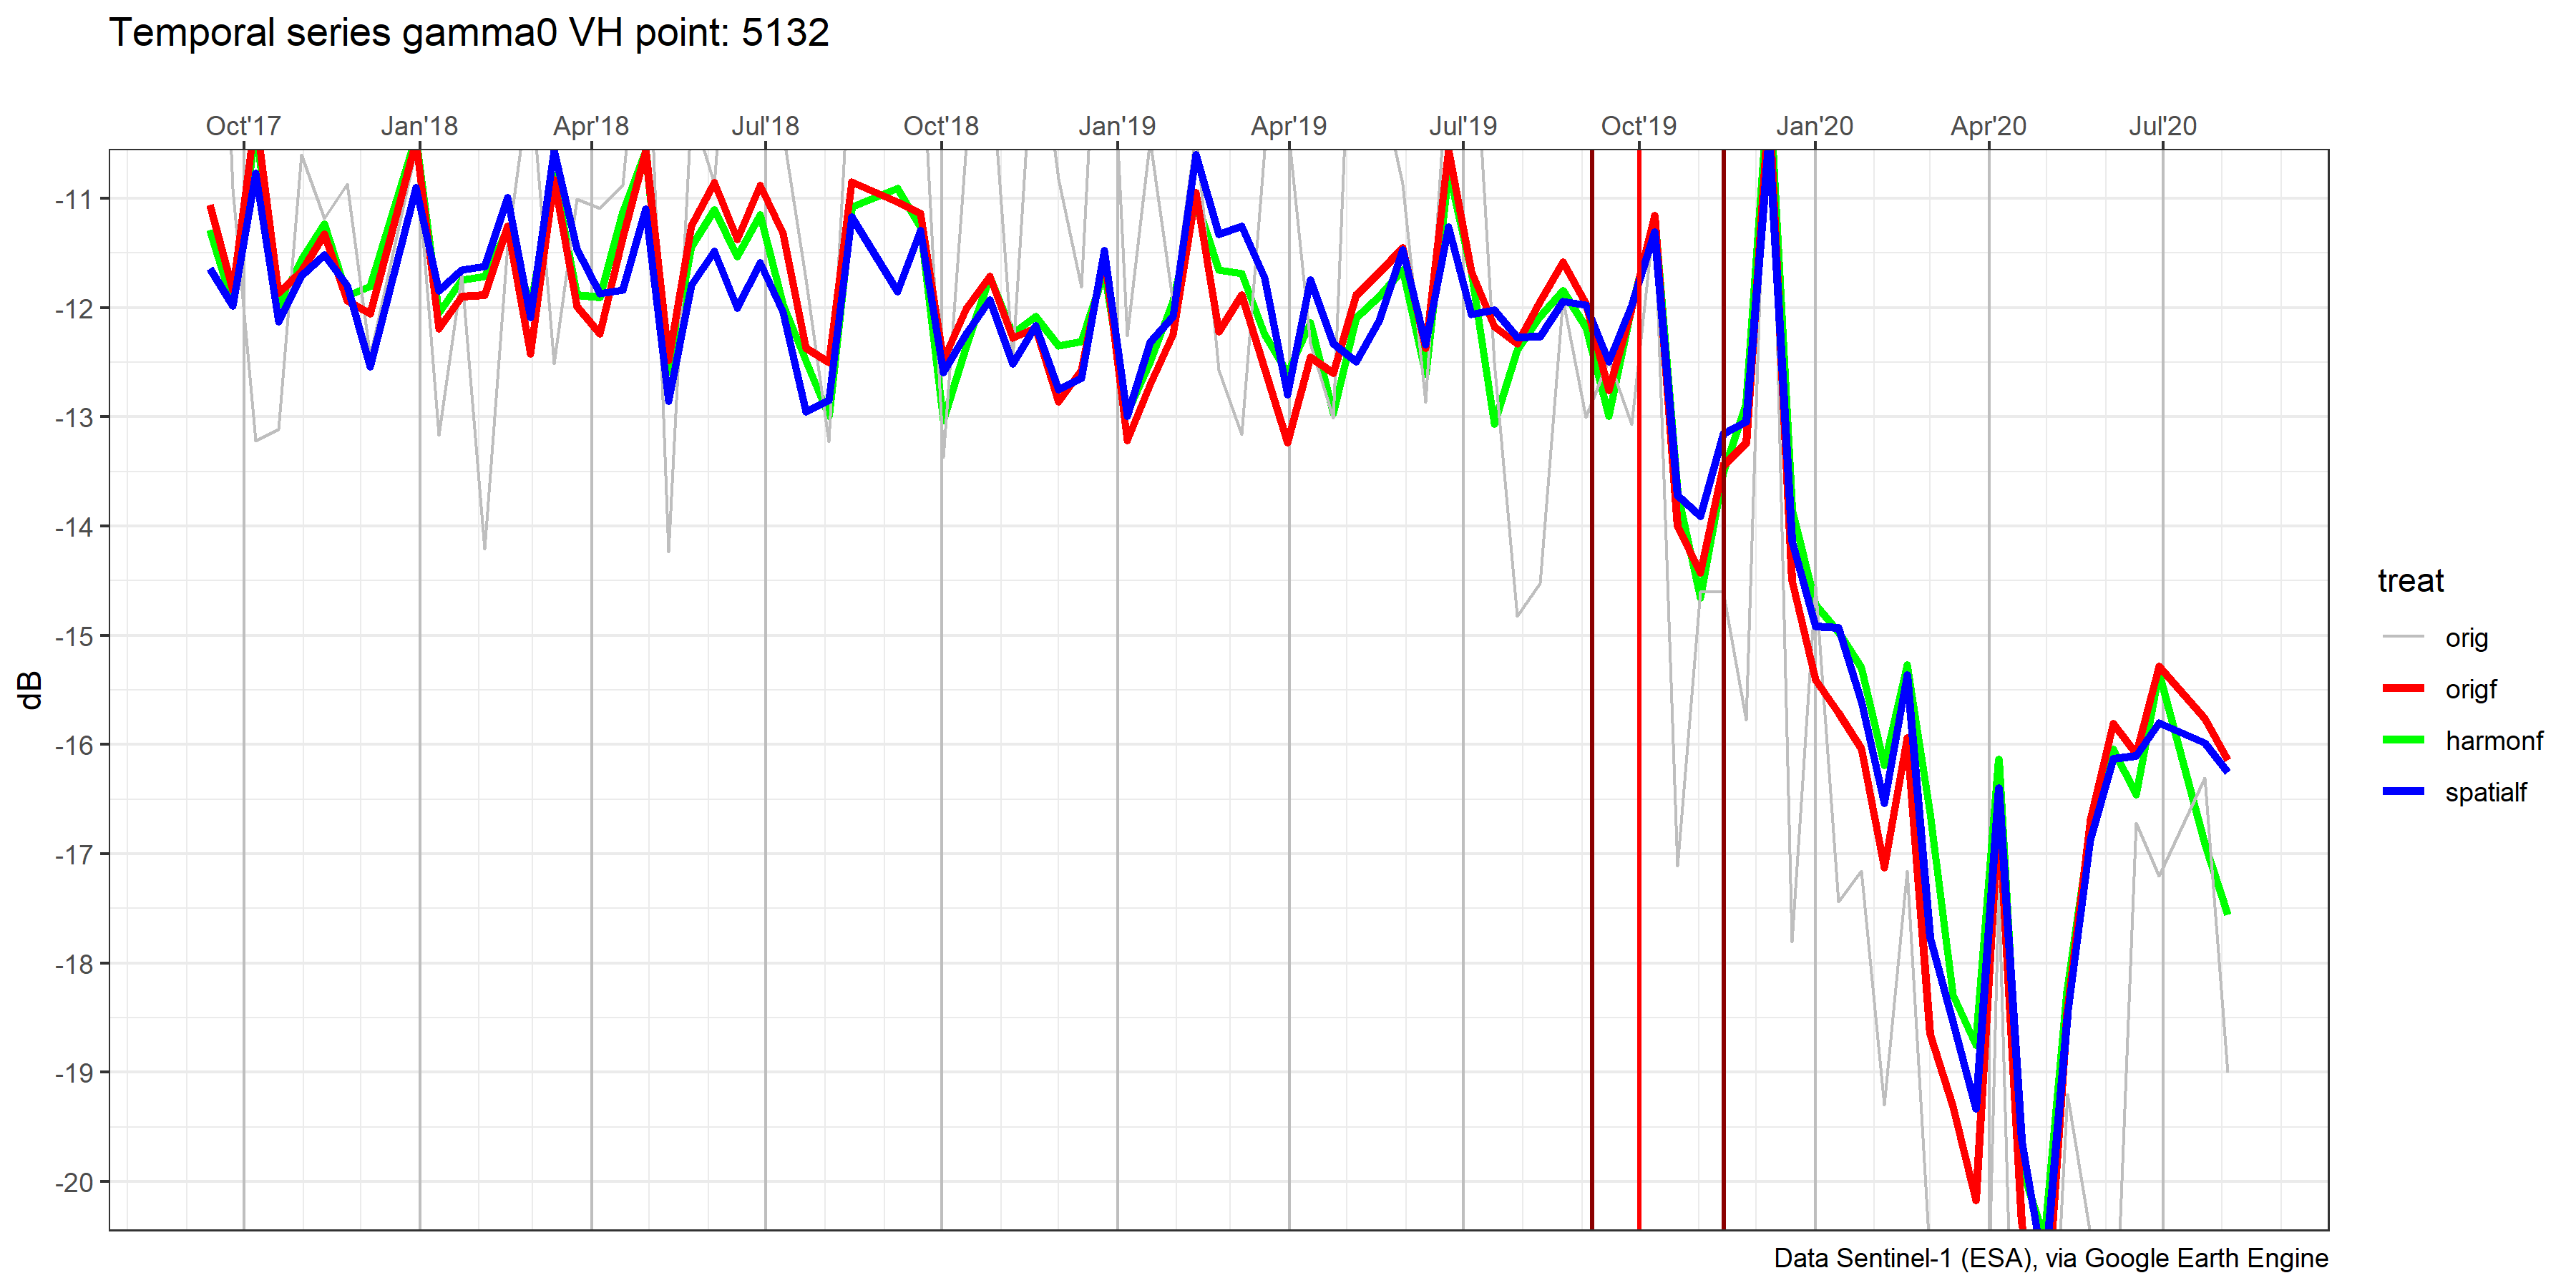 Temporal series gamma0 VH point: 5132
Oct'17 Jan'18 Apr'18 Jul'18 Oct'18 Jan'19 Apr'19 Jul'19 Oct'19 Jan'20 Apr'20 Jul'20
-11
-12
-13
-14
-15
-16
-17
-18
-19
-20
dB
treat
orig
origf
harmonf
spatialf
Data Sentinel-1 (ESA), via Google Earth Engine